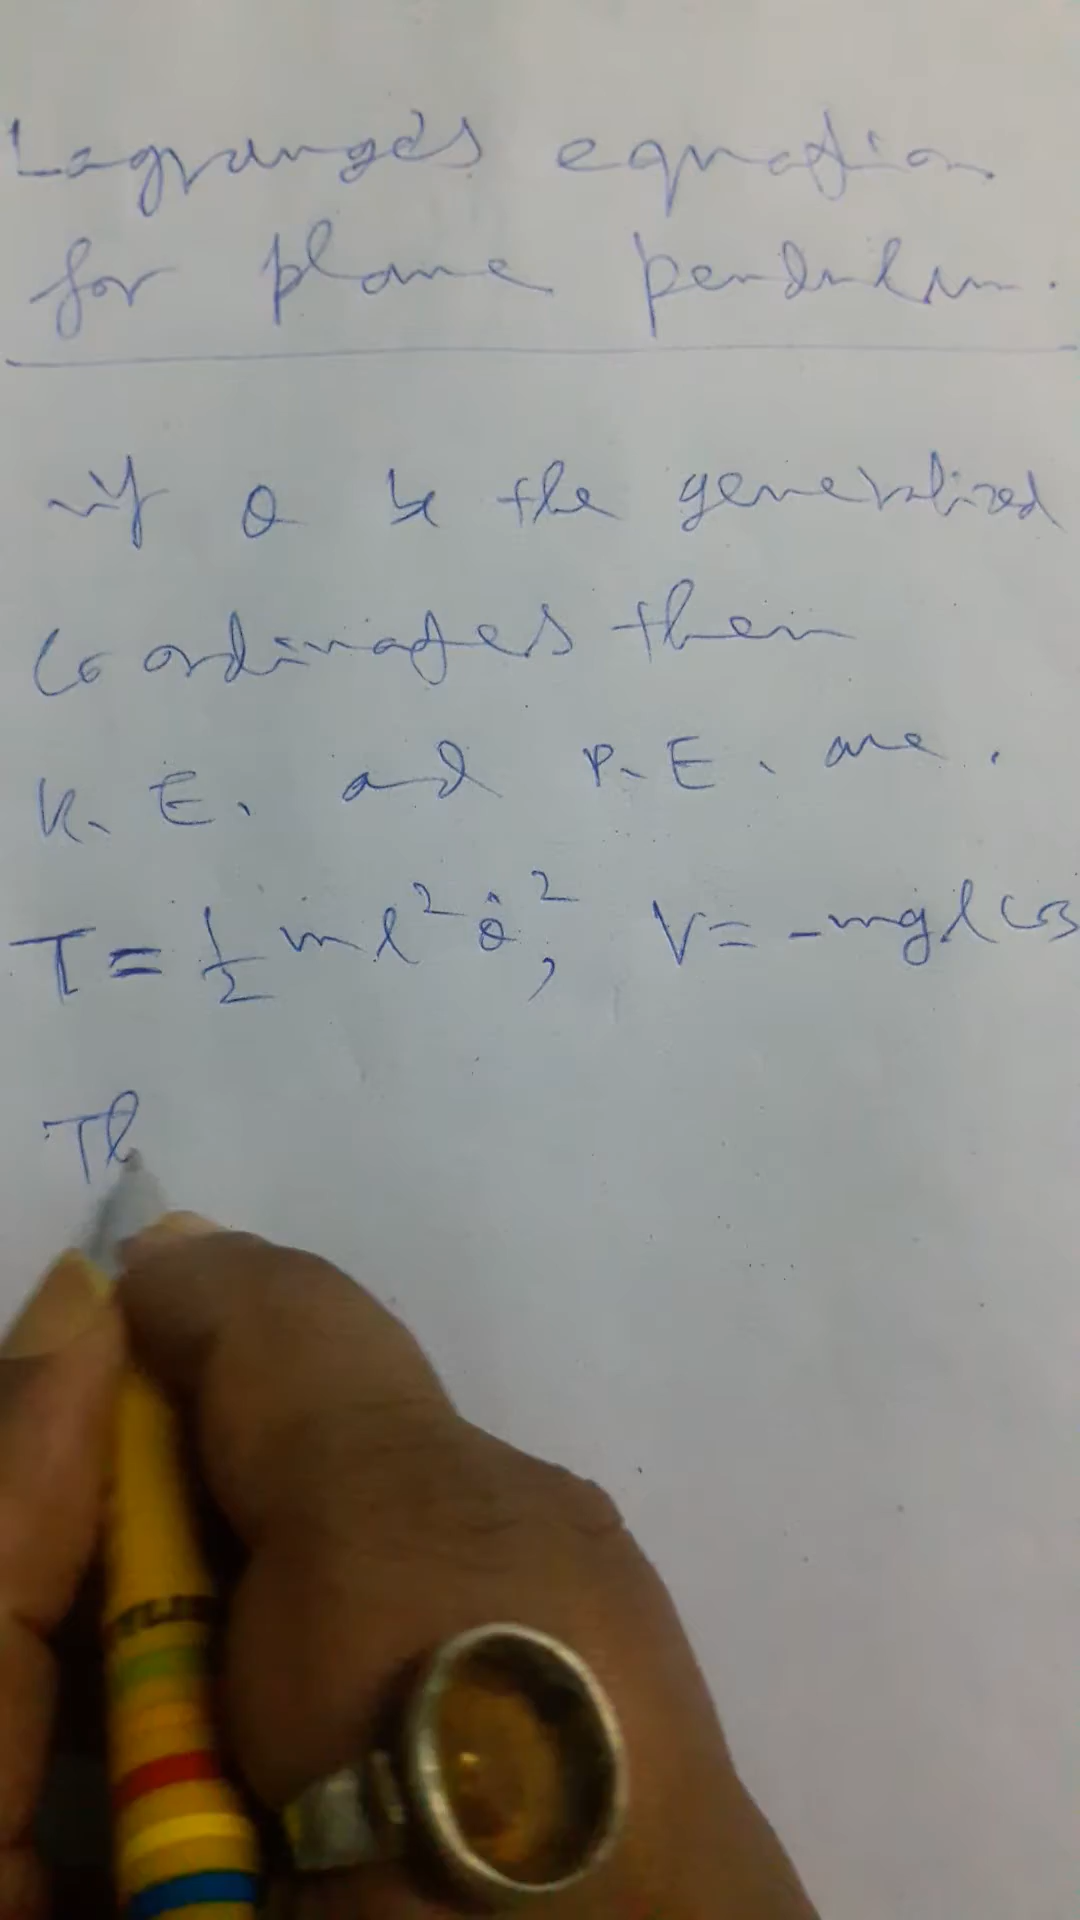 Lagrange's equation
for plane pendulum.
if θ be the generalized
Coordinates then
K.E. and P.E. are.
T = 1/2 ml² θ̇², V = -mgl cos
Th